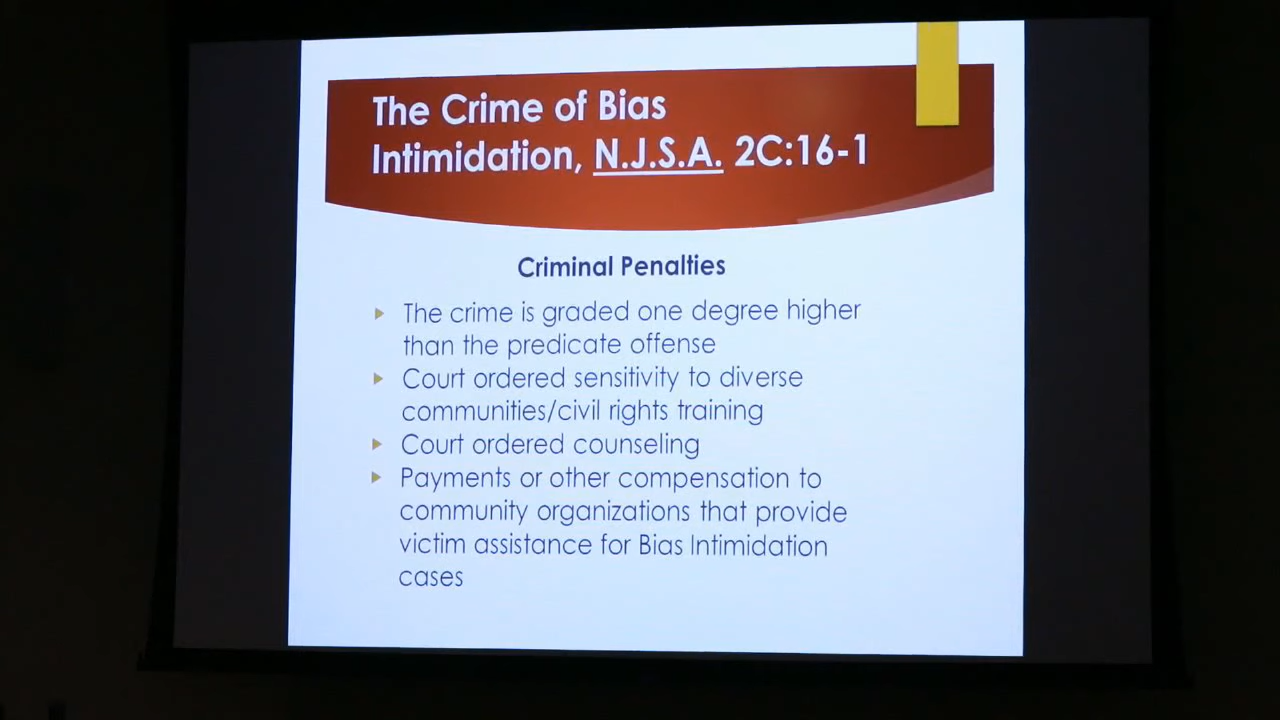 The Crime of Bias
Intimidation, N.J.S.A. 2C:16-1
Criminal Penalties
The crime is graded one degree higher
than the predicate offense
Court ordered sensitivity to diverse
communities/civil rights training
Court ordered counseling
Payments or other compensation to
community organizations that provide
victim assistance for Bias Intimidation
cases